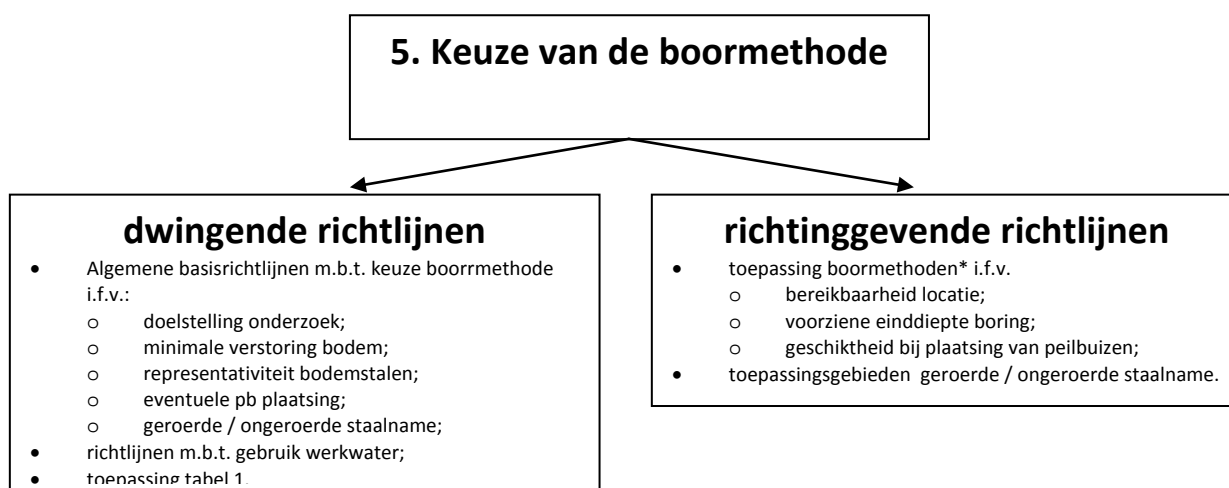 5. Keuze van de boormethode
dwingende richtlijnen
• Algemene basisrichtlijnen m.b.t. keuze boorrmethode
i.f.v.:
o doelstelling onderzoek;
o minimale verstoring bodem;
o representativiteit bodemstalen;
o eventuele pb plaatsing;
o geroerde / ongeroerde staalname;
• richtlijnen m.b.t. gebruik werkwater;
• toepassing tabel 1.
richtinggevende richtlijnen
• toepassing boormethoden* i.f.v.
o bereikbaarheid locatie;
o voorziene einddiepte boring;
o geschiktheid bij plaatsing van peilbuizen;
• toepassingsgebieden geroerde / ongeroerde staalname.